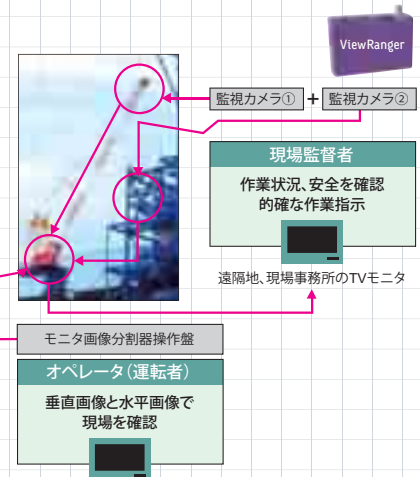 ViewRanger
監視カメラ① + 監視カメラ②
現場監督者
作業状況、安全を確認
的確な作業指示
遠隔地、現場事務所のTVモニタ
モニタ画像分割器操作盤
オペレータ(運転者)
垂直画像と水平画像で
現場を確認